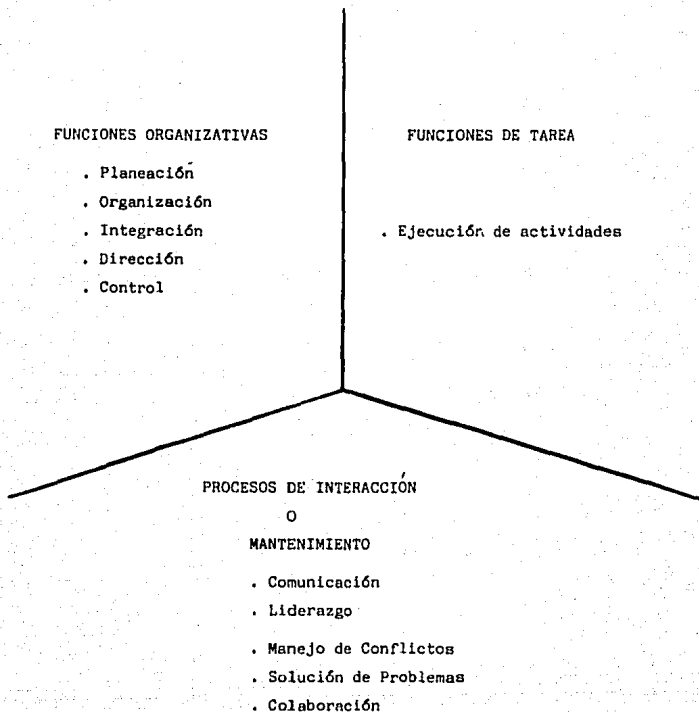 FUNCIONES ORGANIZATIVAS
. Planeación
. Organización
. Integración
. Dirección
. Control
FUNCIONES DE TAREA
. Ejecución de actividades
PROCESOS DE INTERACCIÓN
O
MANTENIMIENTO
. Comunicación
. Liderazgo
. Manejo de Conflictos
. Solución de Problemas
. Colaboración